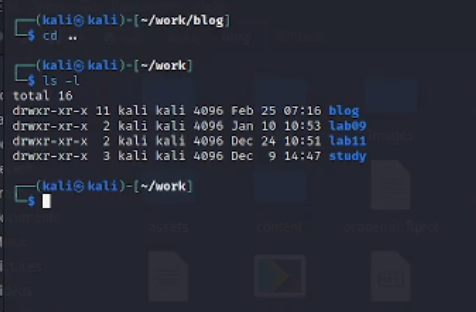 ┌──(kali㉿kali)-[~/work/blog]
└─$ cd ..
┌──(kali㉿kali)-[~/work]
└─$ ls -l
total 16
drwxr-xr-x 11 kali kali 4096 Feb 25 07:16 blog
drwxr-xr-x  2 kali kali 4096 Jan 10 10:53 lab09
drwxr-xr-x  2 kali kali 4096 Dec 24 10:51 lab11
drwxr-xr-x  3 kali kali 4096 Dec  9 14:47 study
┌──(kali㉿kali)-[~/work]
└─$
assets
content